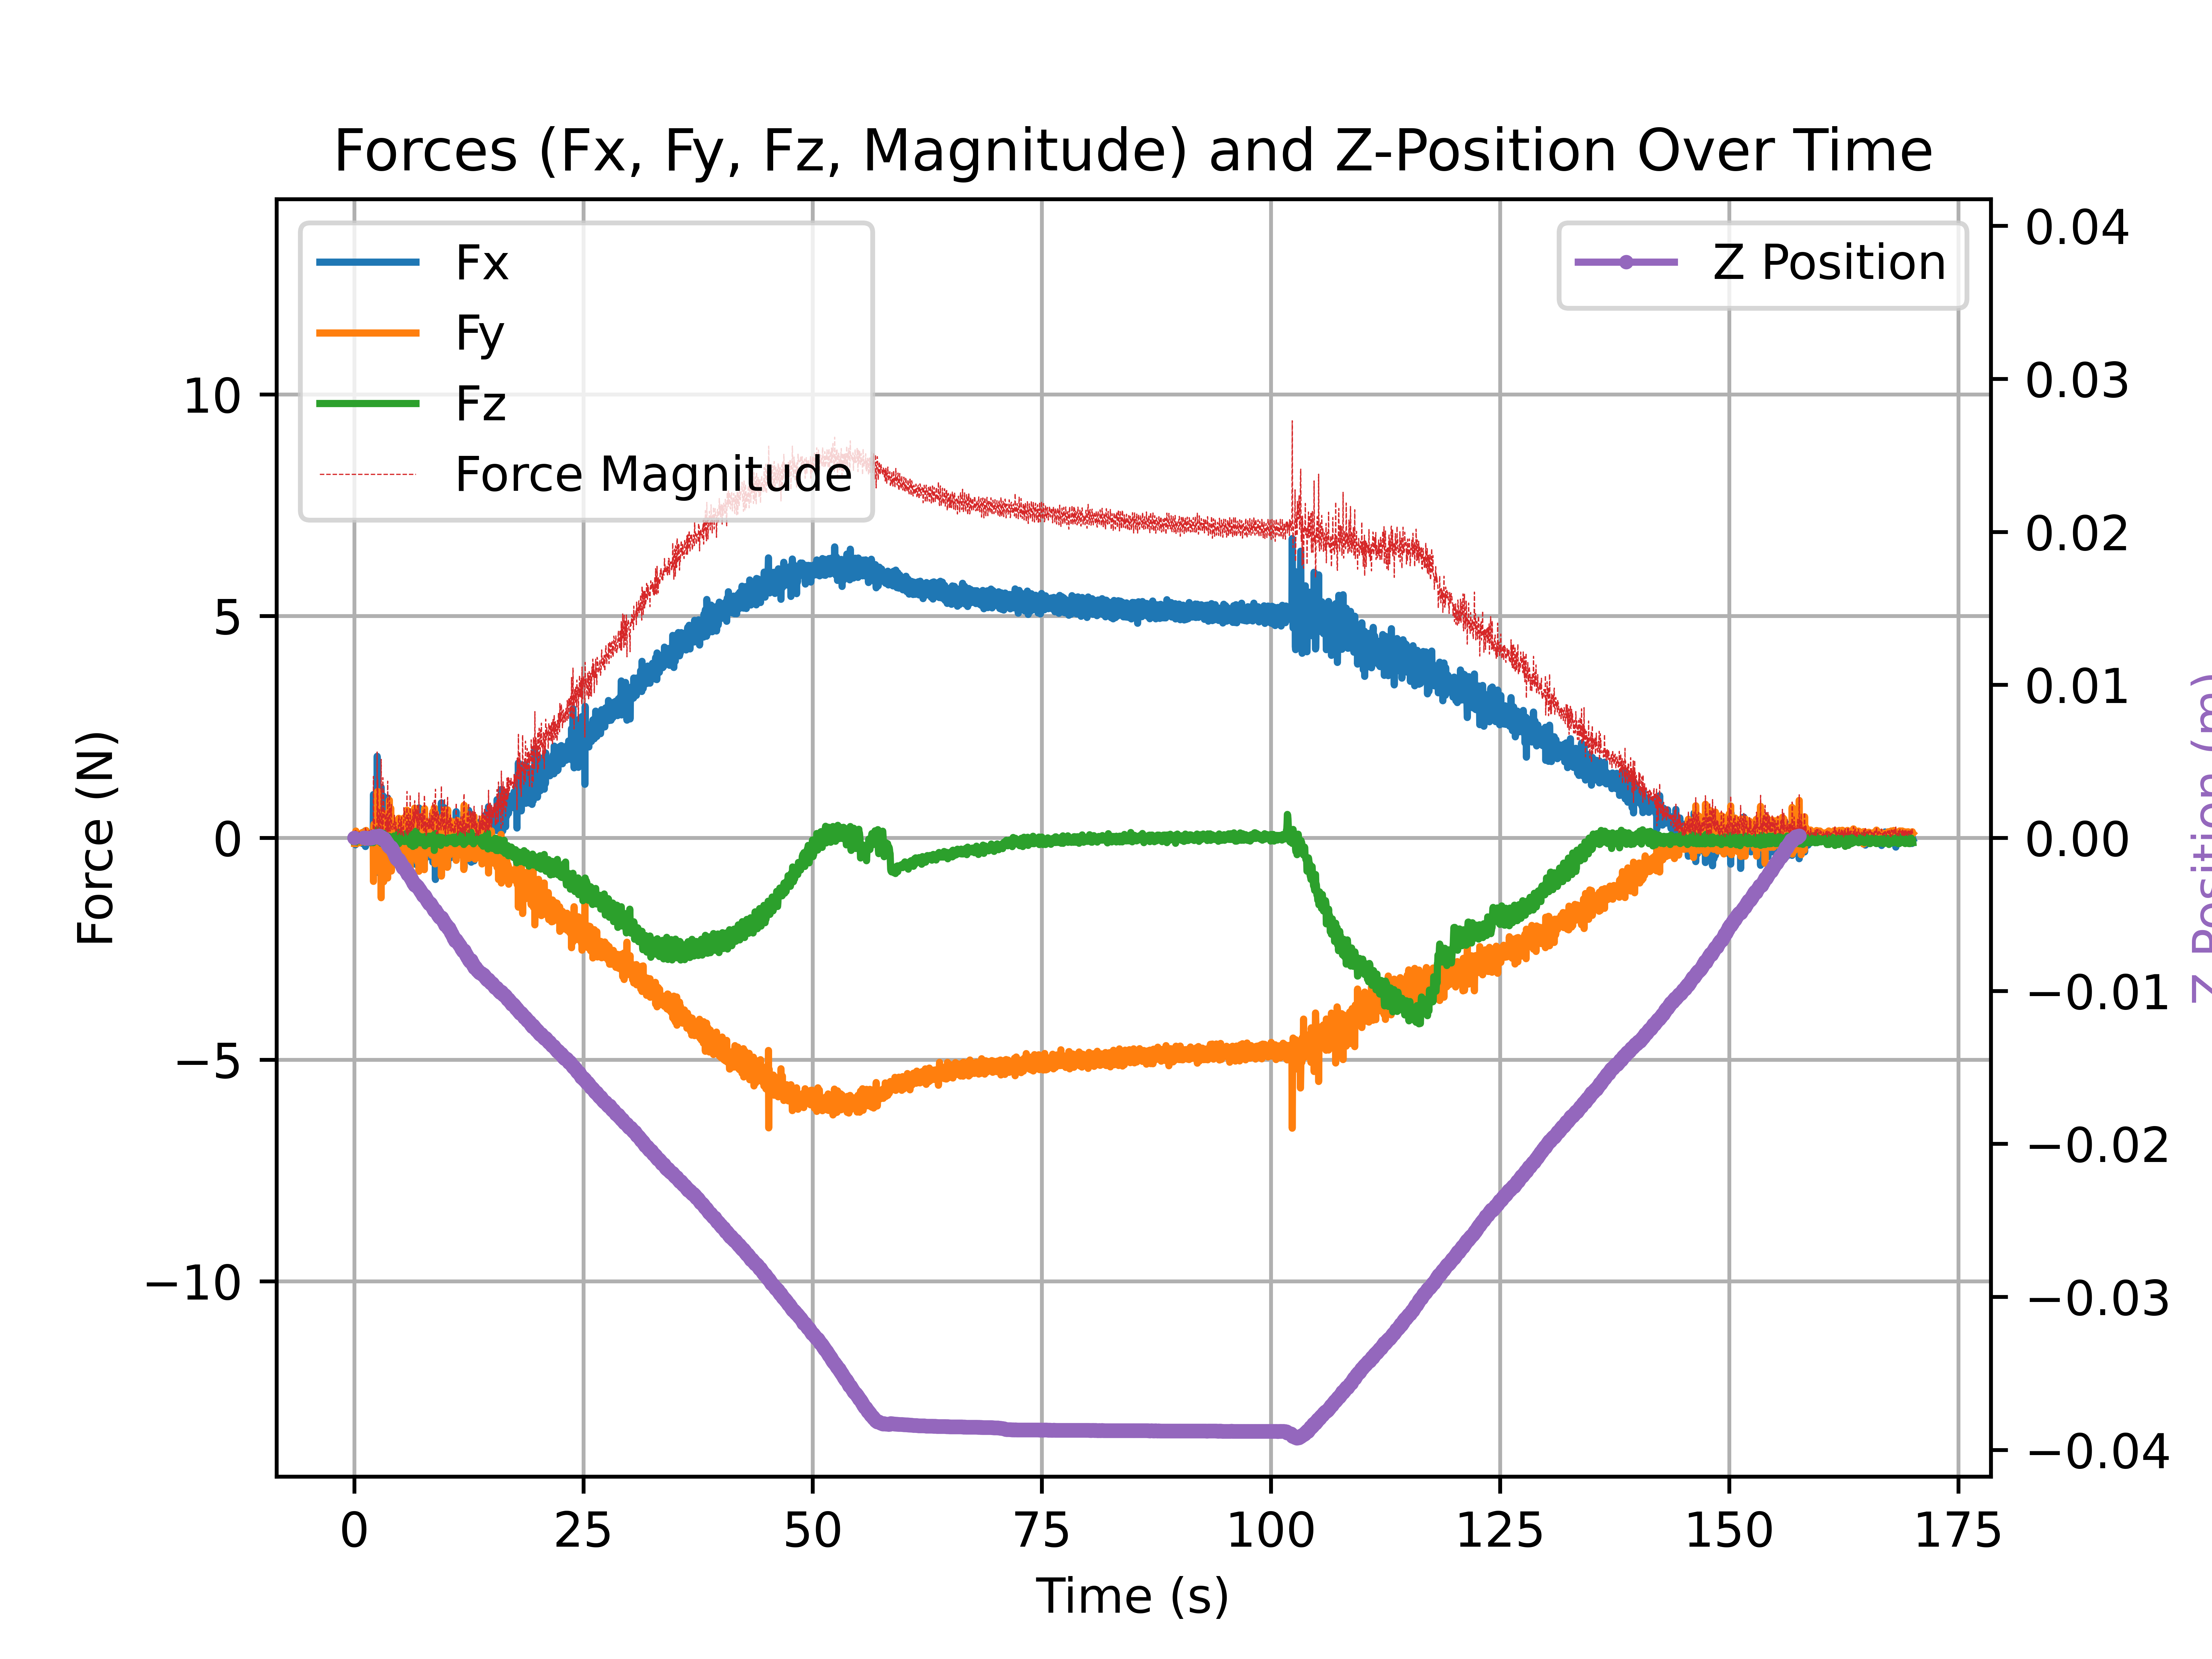 Forces (Fx, Fy, Fz, Magnitude) and Z-Position Over Time
Fx
Fy
Fz
Force Magnitude
Z Position
10
5
0
−5
−10
Force (N)
0.04
0.03
0.02
0.01
0.00
−0.01
−0.02
−0.03
−0.04
Z Position (m)
0 25 50 75 100 125 150 175
Time (s)